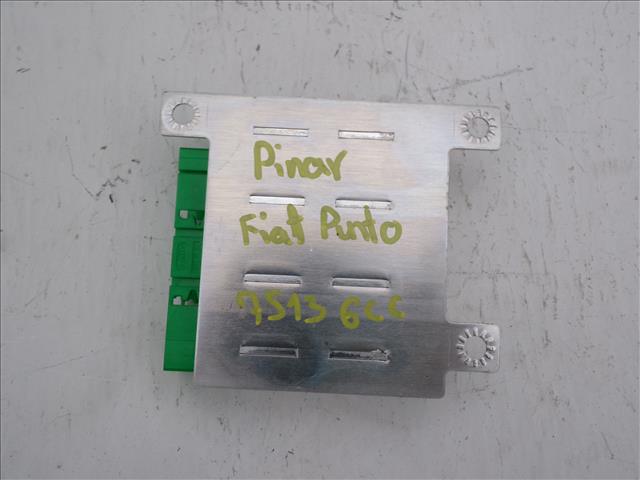 Pinar
Fiat Punto
7513 6CC